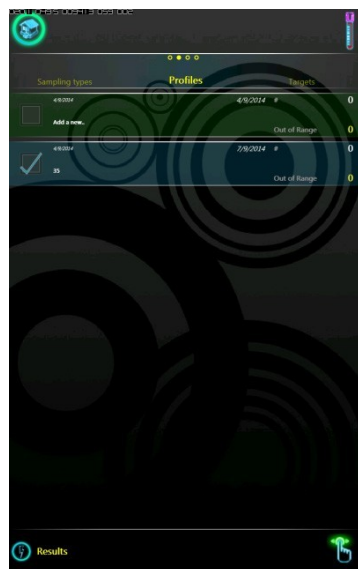 Sampling types
Profiles
Targets
4/9/2014
4/9/2014 # 0
Add a new..
Out of Range 0
4/9/2014
7/9/2014 # 0
35
Out of Range 0
Results